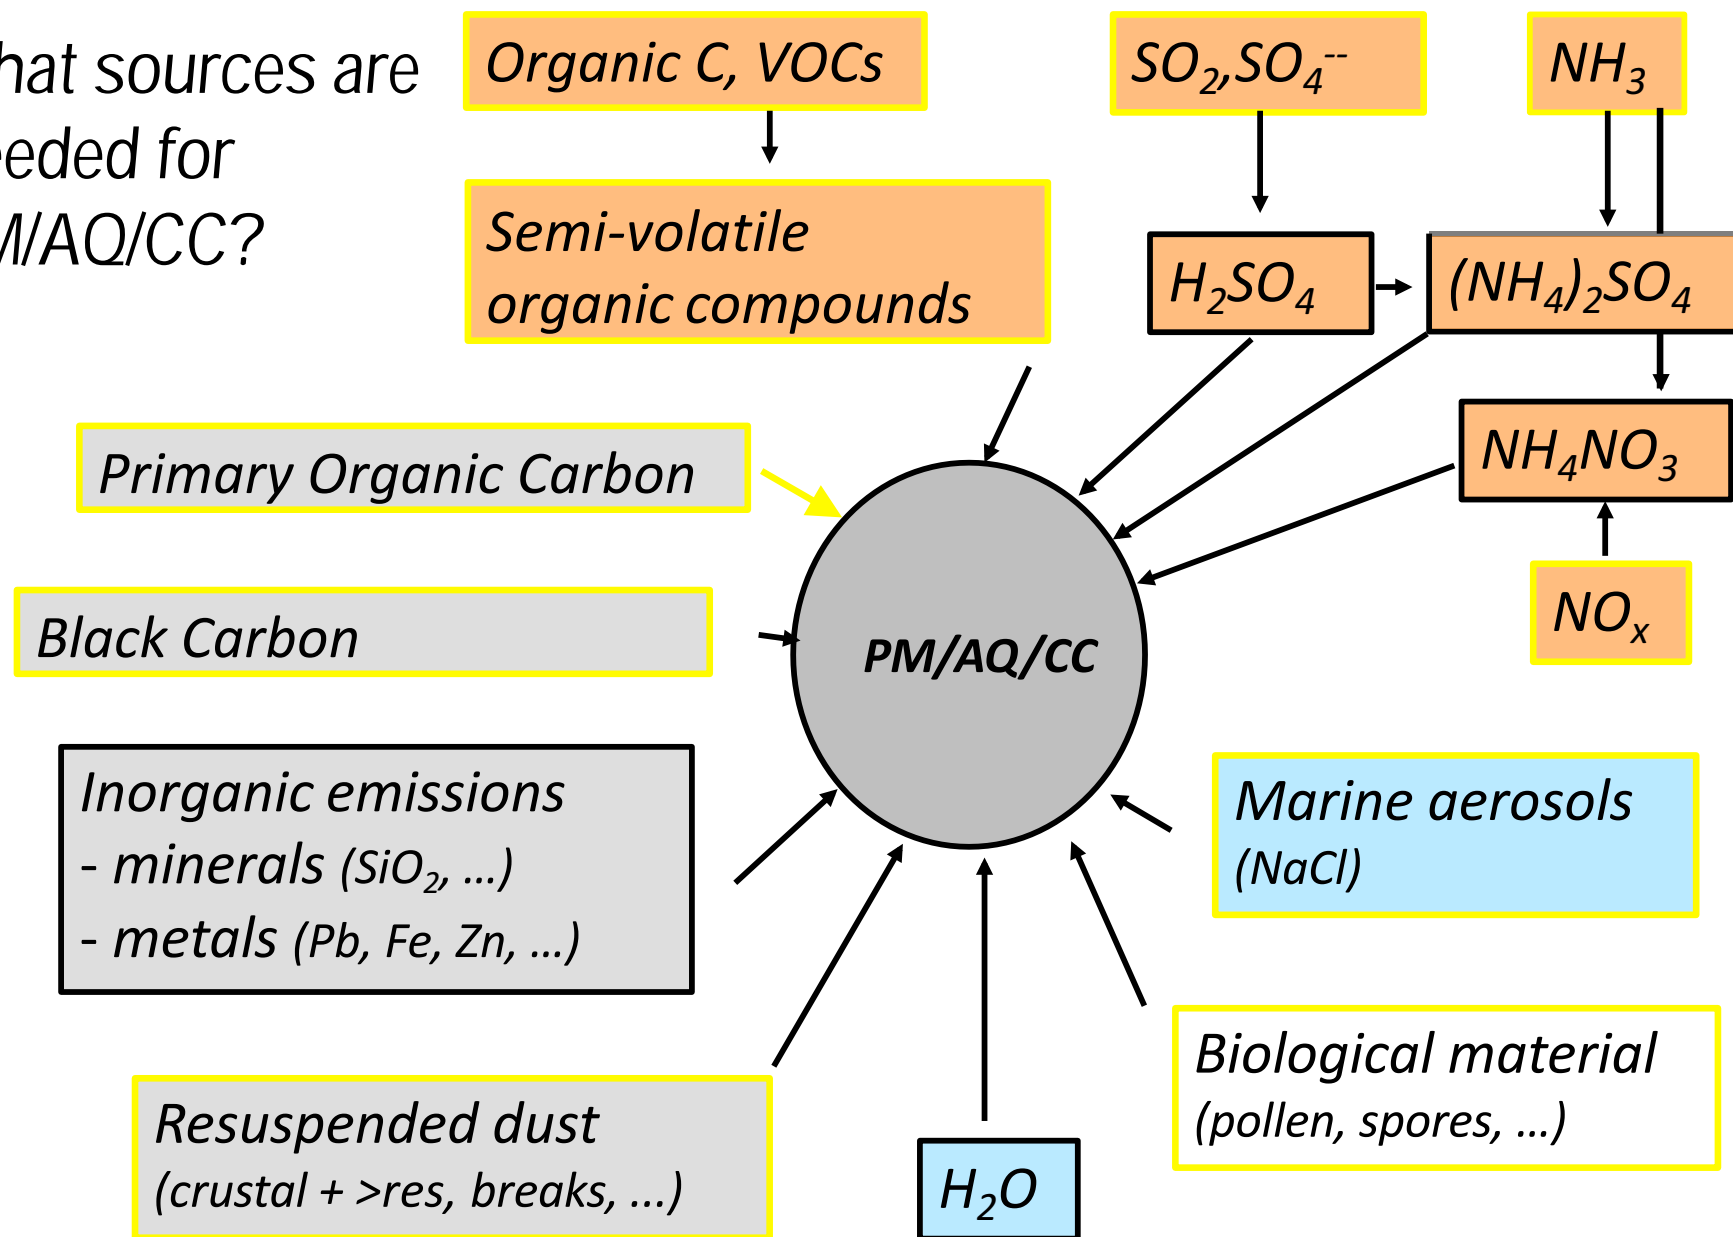 hat sources are
eeded for
M/AQ/CC?
Organic C, VOCs
SO₂,SO₄⁻⁻
NH₃
Semi-volatile
organic compounds
H₂SO₄
(NH₄)₂SO₄
Primary Organic Carbon
NH₄NO₃
Black Carbon
PM/AQ/CC
NOₓ
Inorganic emissions
- minerals (SiO₂, ...)
- metals (Pb, Fe, Zn, ...)
Marine aerosols
(NaCl)
Resuspended dust
(crustal + >res, breaks, ...)
H₂O
Biological material
(pollen, spores, ...)